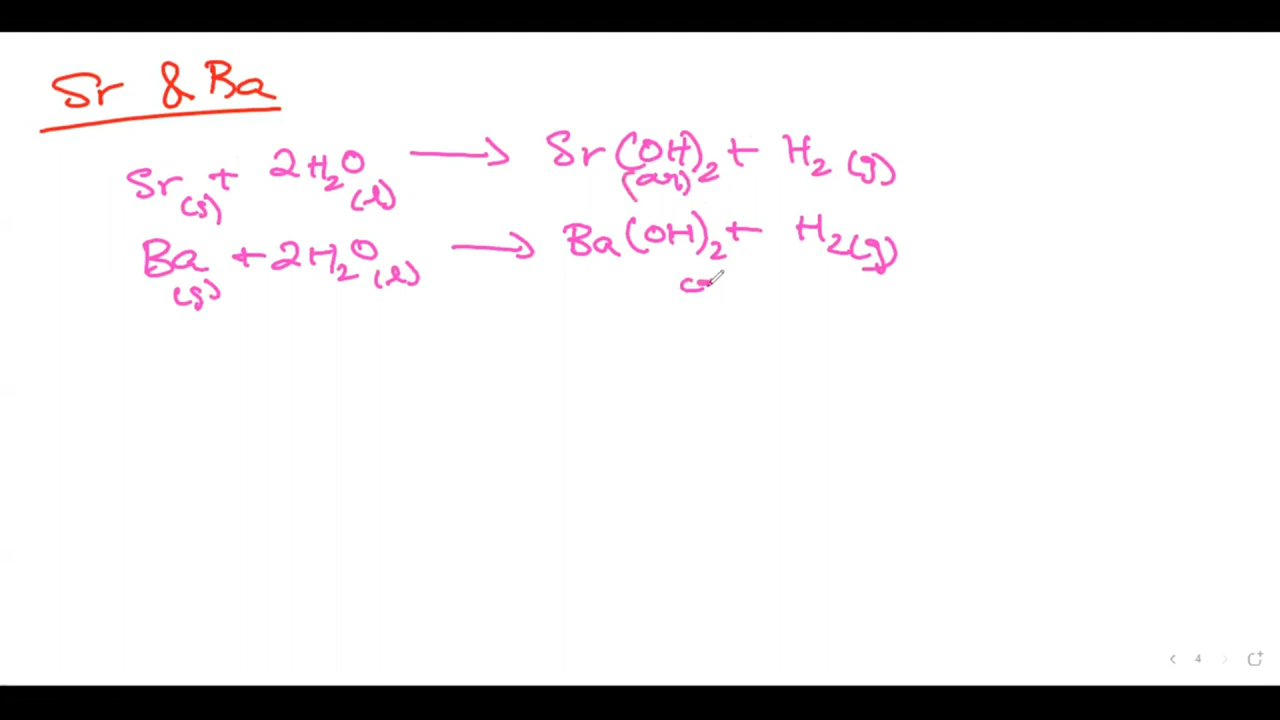 Sr & Ba
Sr(s) + 2H₂O(l) → Sr(OH)₂ + H₂(g)
(aq)
Ba + 2H₂O(l) → Ba(OH)₂ + H₂(g)
(s)
4